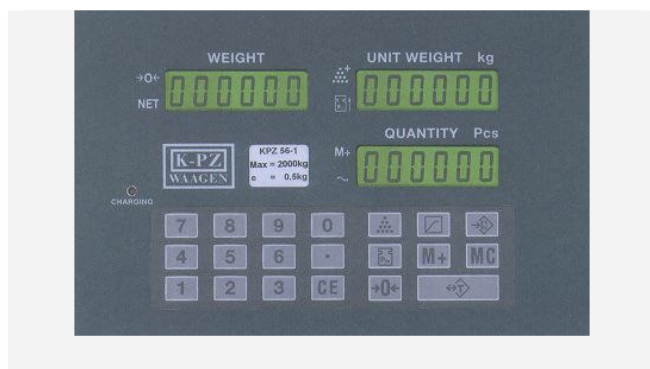 WEIGHT
UNIT WEIGHT kg
→0←
000000
000000
NET
QUANTITY Pcs
M+
000000
K-PZ
WAAGEN
KPZ 56-1
Max = 2000kg
e = 0.5kg
CHARGING
7 8 9 0
4 5 6 . M+ MC
1 2 3 CE →0← T